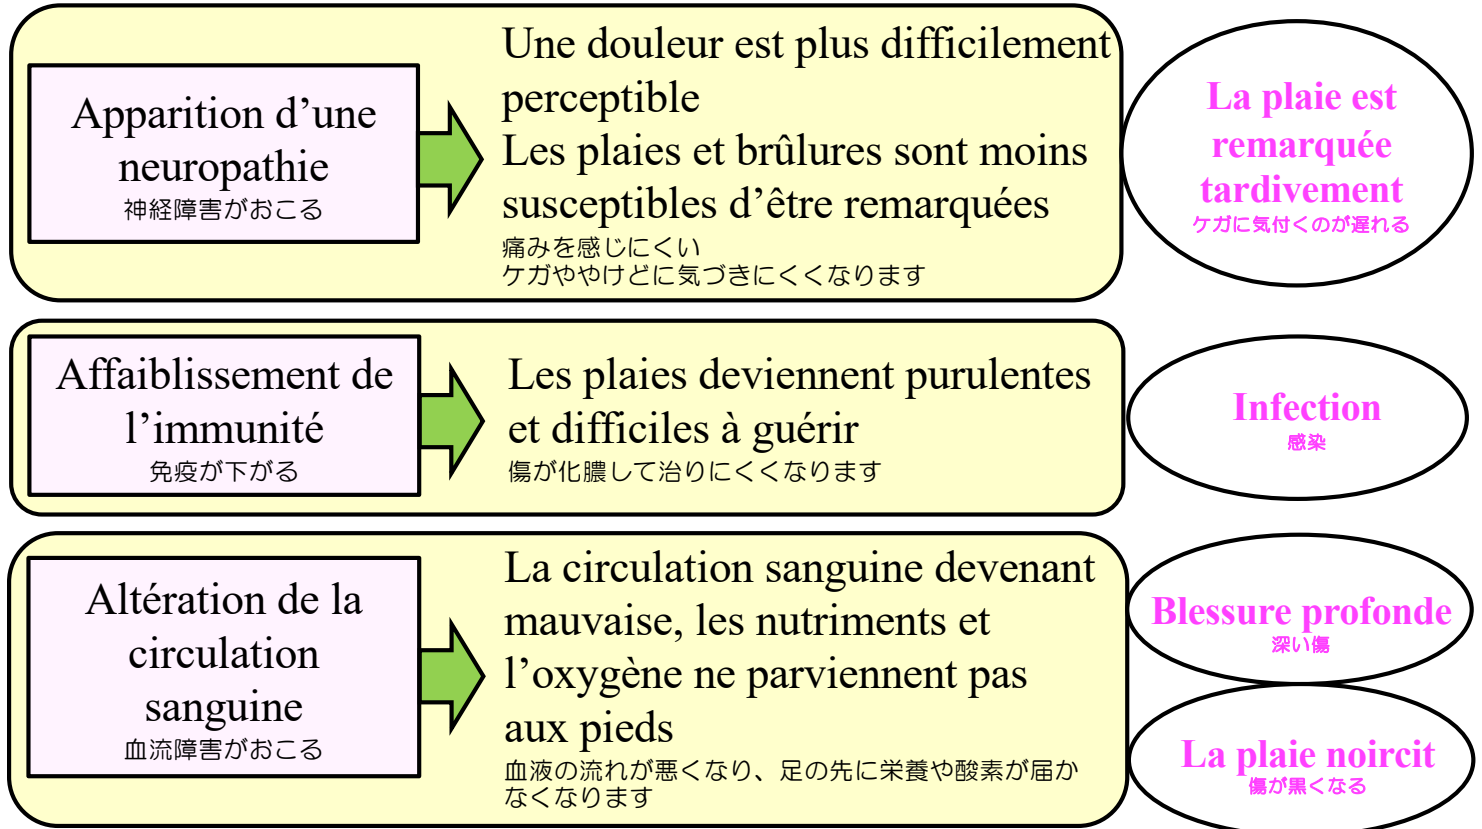 Apparition d’une
neuropathie
神経障害がおこる
Une douleur est plus difficilement
perceptible
Les plaies et brûlures sont moins
susceptibles d’être remarquées
痛みを感じにくい
ケガややけどに気づきにくくなります
La plaie est
remarquée
tardivement
ケガに気付くのが遅れる
Affaiblissement de
l’immunité
免疫が下がる
Les plaies deviennent purulentes
et difficiles à guérir
傷が化膿して治りにくくなります
Infection
感染
Altération de la
circulation
sanguine
血流障害がおこる
La circulation sanguine devenant
mauvaise, les nutriments et
l’oxygène ne parviennent pas
aux pieds
血液の流れが悪くなり、足の先に栄養や酸素が届か
なくなります
Blessure profonde
深い傷
La plaie noircit
傷が黒くなる